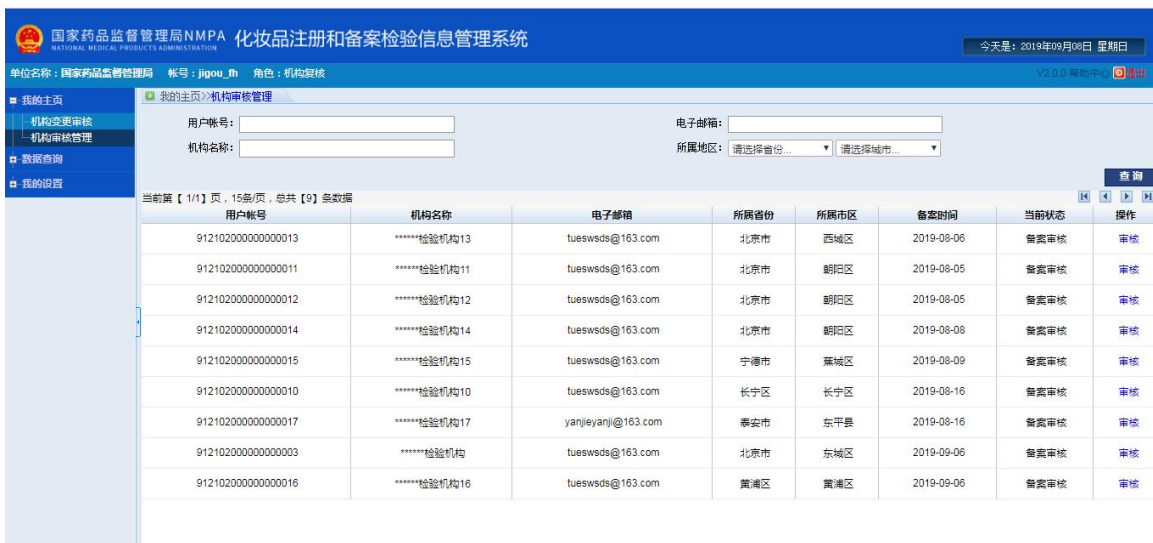 国家药品监督管理局NMPA 化妆品注册和备案检验信息管理系统
NATIONAL MEDICAL PRODUCTS ADMINISTRATION
今天是：2019年09月08日 星期日
单位名称：国家药品监督管理局 帐号：jigou_fh 角色：机构复核 V2.0.0 帮助中心 退出
我的主页
机构变更审核
机构审核管理
数据查询
我的设置
我的主页>>机构审核管理
用户帐号： 电子邮箱：
机构名称： 所属地区： 请选择省份... 请选择城市...
查询
当前第【 1/1】页，15条/页，总共【9】条数据
用户帐号 机构名称 电子邮箱 所属省份 所属市区 备案时间 当前状态 操作
912102000000000013 ******检验机构13 tueswsds@163.com 北京市 西城区 2019-08-06 备案审核 审核
912102000000000011 ******检验机构11 tueswsds@163.com 北京市 朝阳区 2019-08-05 备案审核 审核
912102000000000012 ******检验机构12 tueswsds@163.com 北京市 朝阳区 2019-08-05 备案审核 审核
912102000000000014 ******检验机构14 tueswsds@163.com 北京市 朝阳区 2019-08-08 备案审核 审核
912102000000000015 ******检验机构15 tueswsds@163.com 宁德市 蕉城区 2019-08-09 备案审核 审核
912102000000000010 ******检验机构10 tueswsds@163.com 长宁区 长宁区 2019-08-16 备案审核 审核
912102000000000017 ******检验机构17 yanjieyanji@163.com 泰安市 东平县 2019-08-16 备案审核 审核
912102000000000003 ******检验机构 tueswsds@163.com 北京市 东城区 2019-09-06 备案审核 审核
912102000000000016 ******检验机构16 tueswsds@163.com 黄浦区 黄浦区 2019-09-06 备案审核 审核